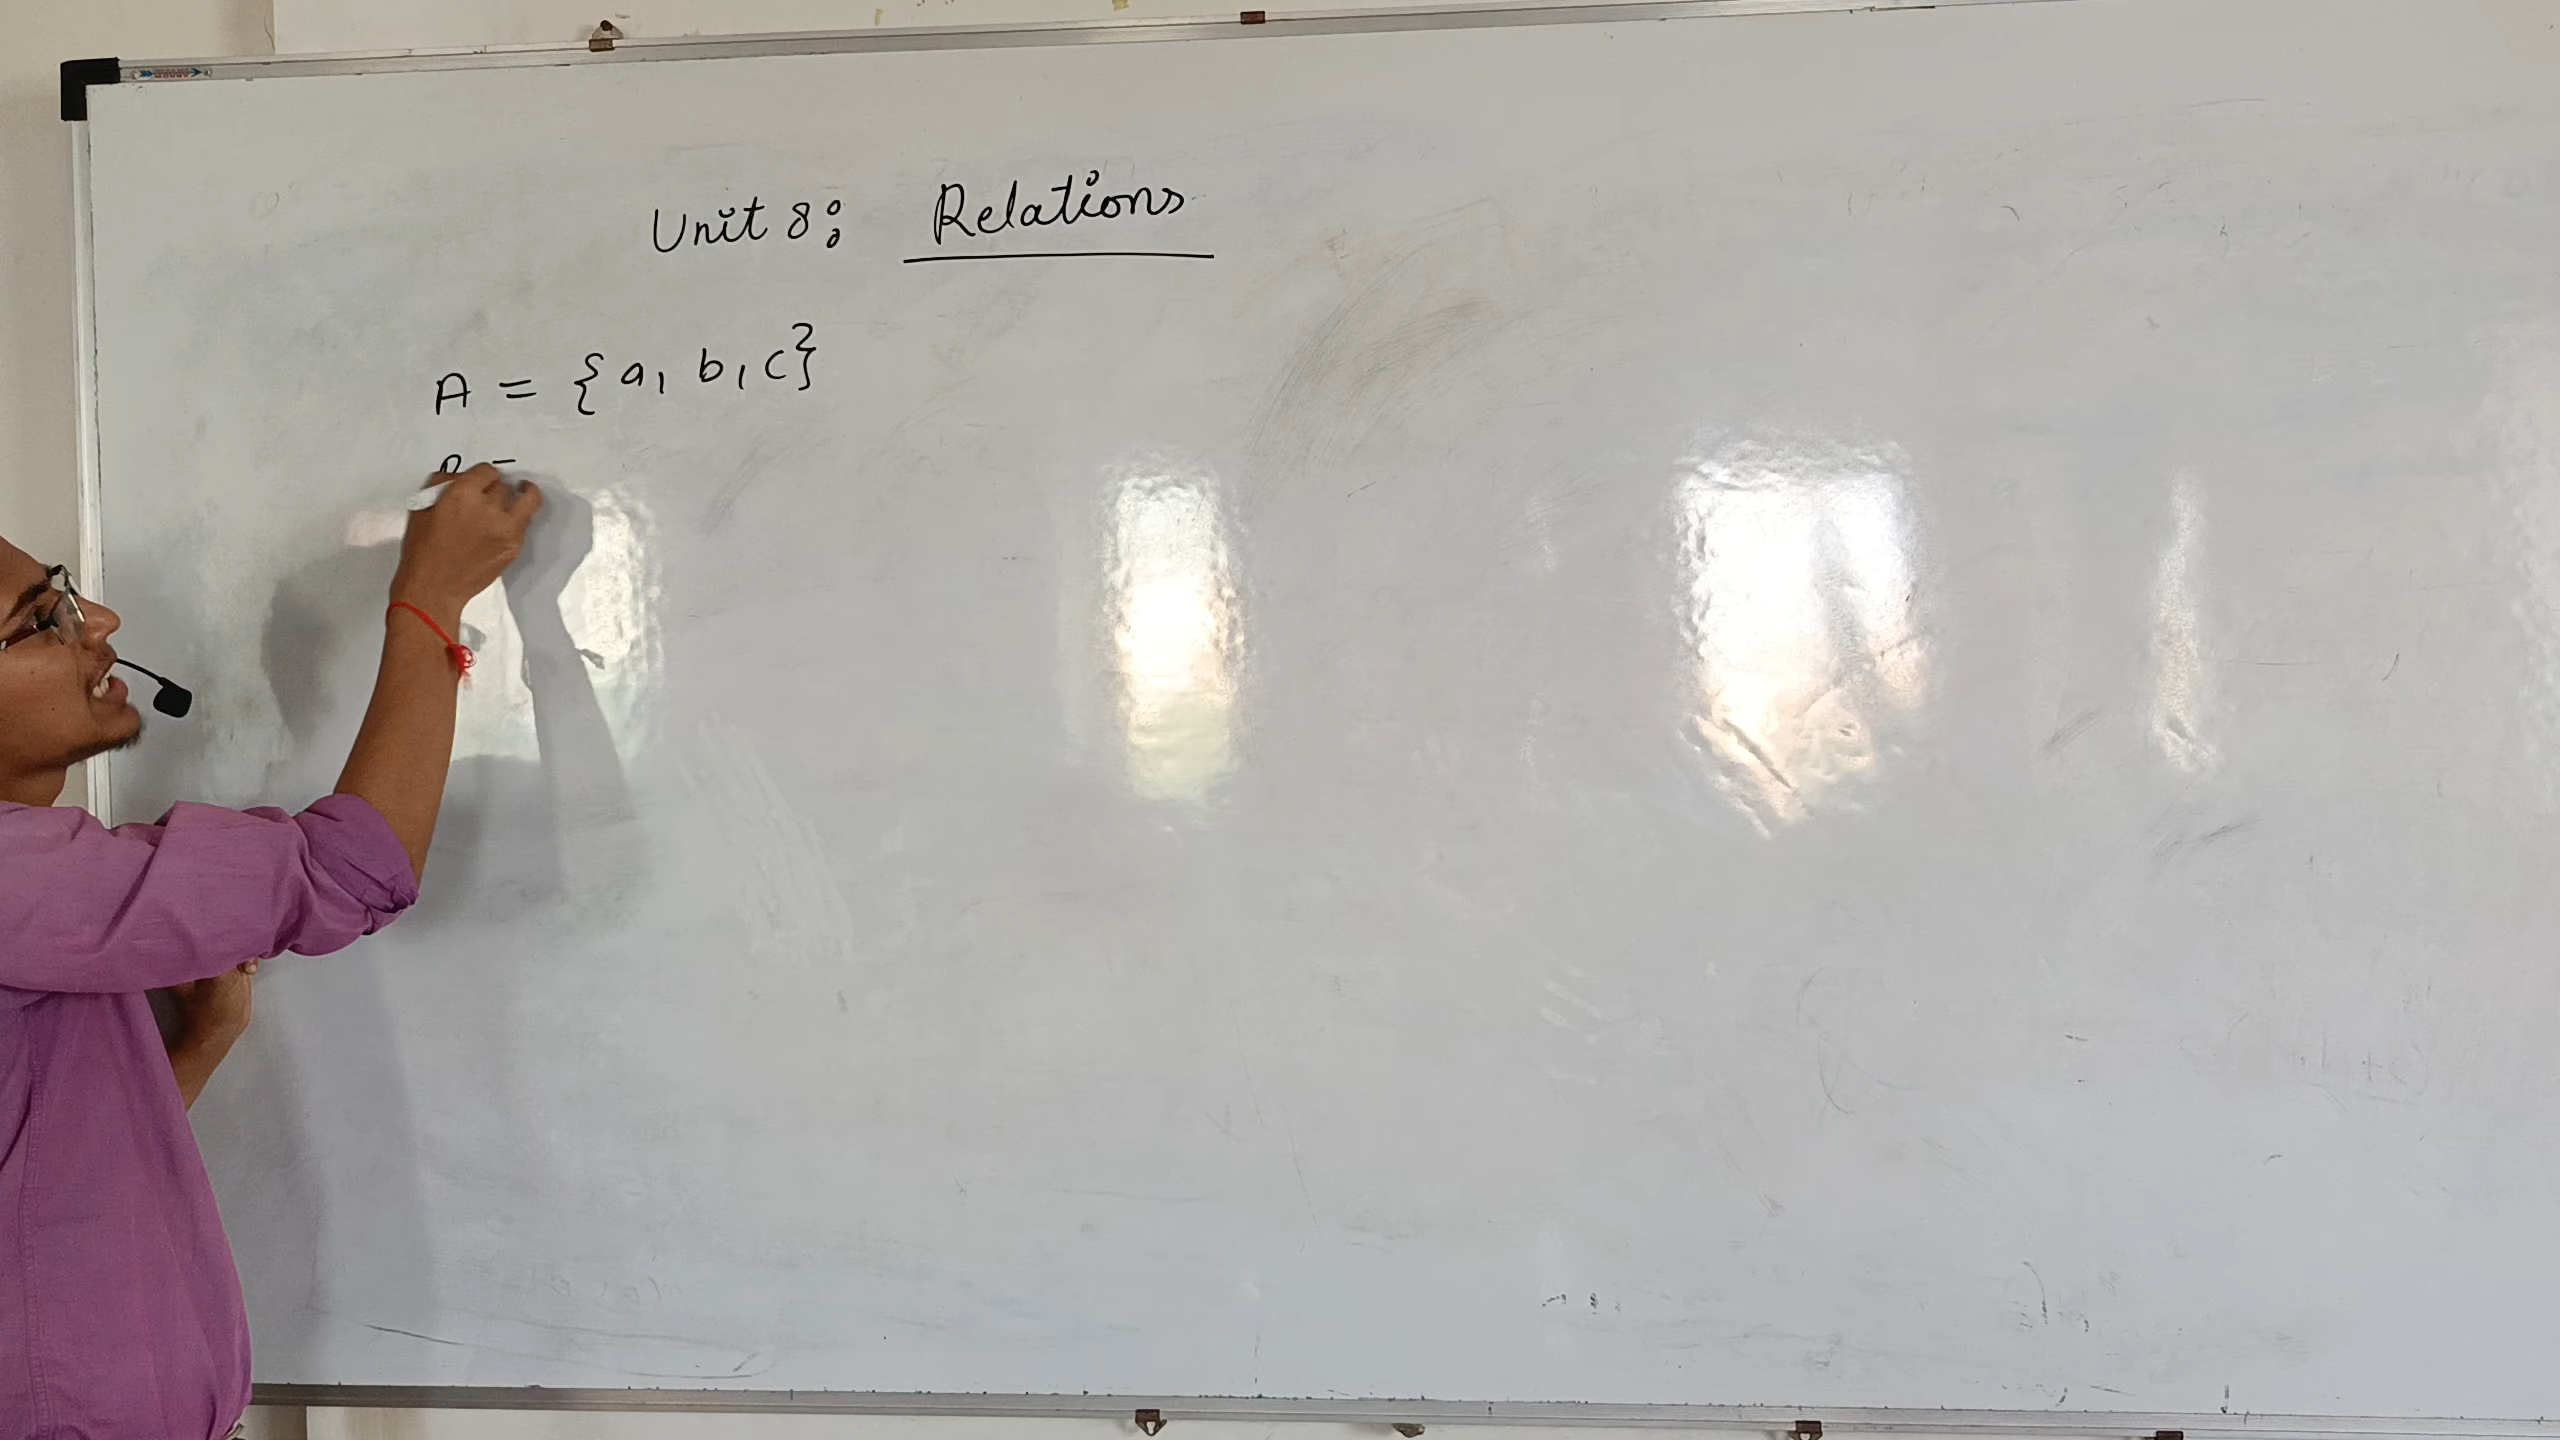 Unit 8: Relations
A = {a, b, c}
B =